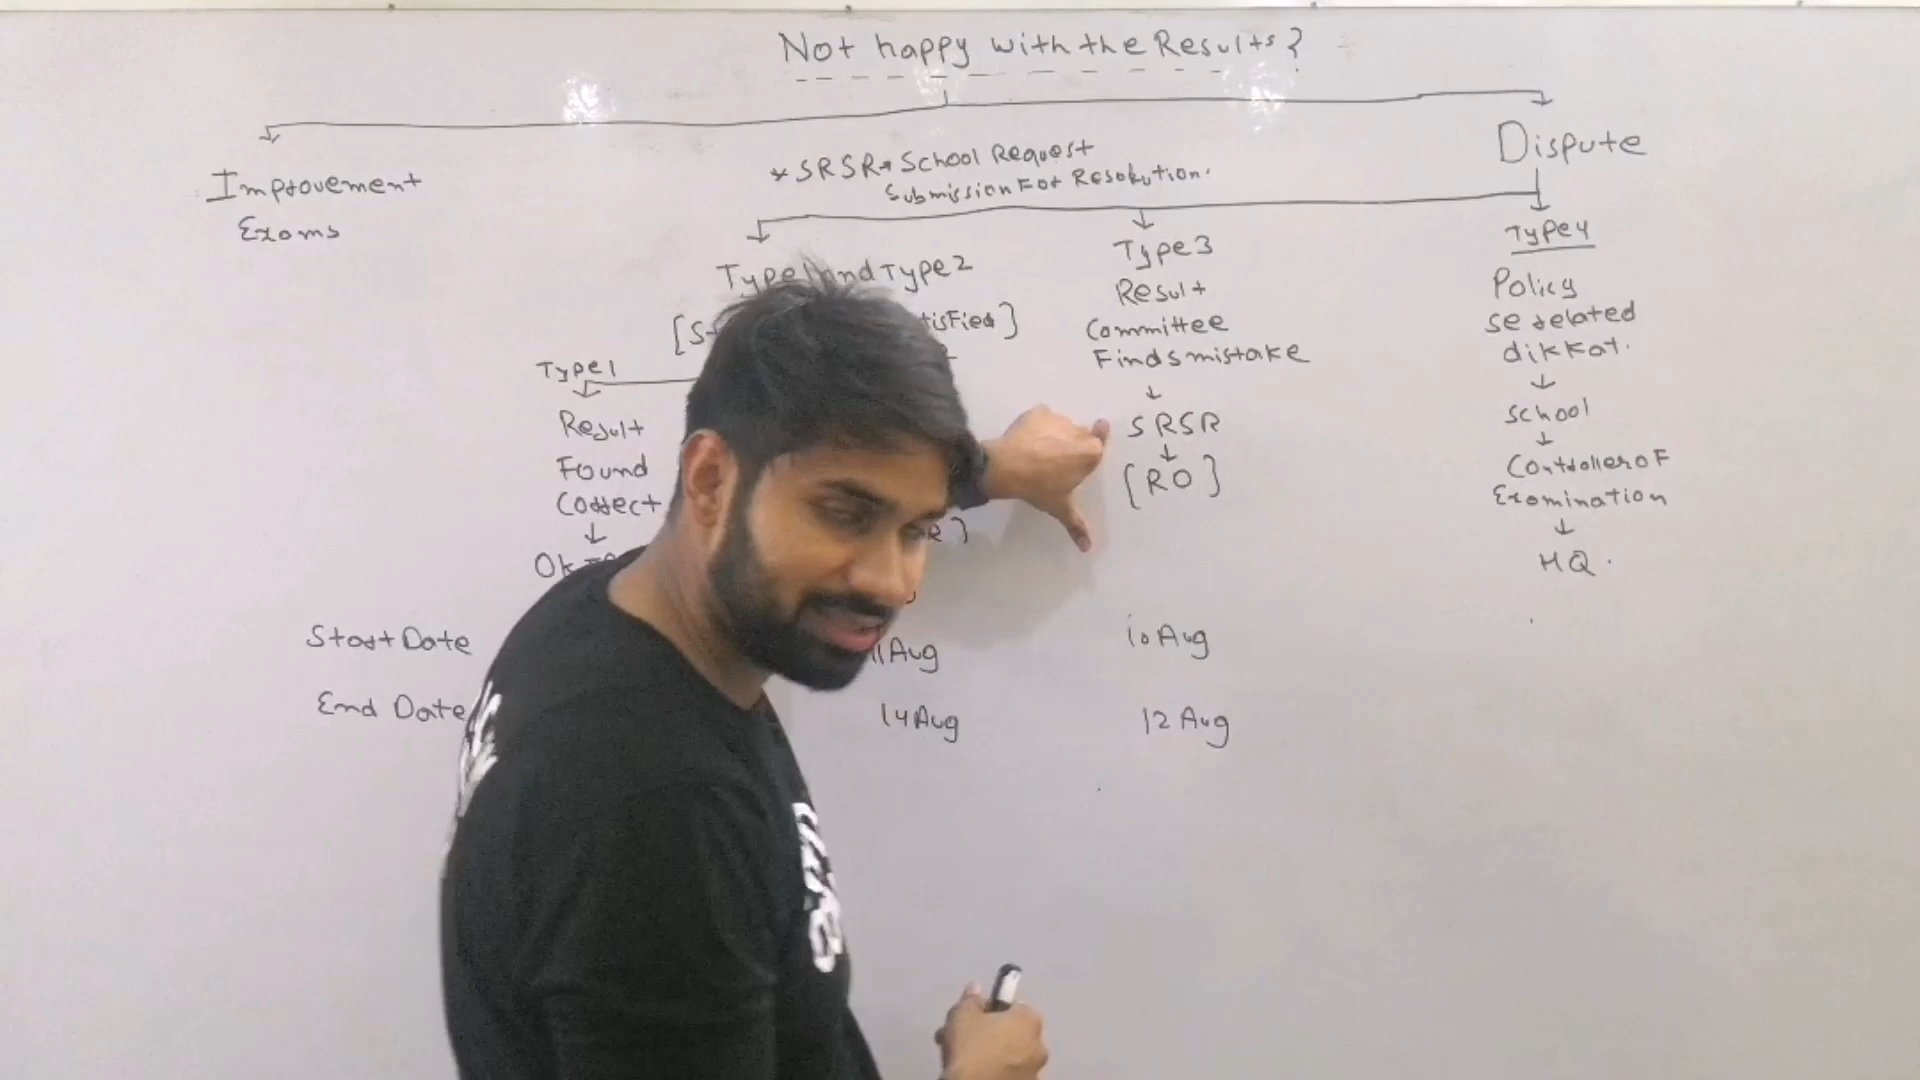 Not happy with the Results?
Improvement
Exams
* SRSR → School Request
Submission For Resolution.
Dispute
Type 1 and Type 2
Type 1
Result
Found
Correct
Type 3
Result
Committee
Finds mistake
SRSR
[RO]
Type 4
Policy
se related
dikkat.
School
Controller of
Examination
HQ.
Start Date
11 Aug
10 Aug
End Date
14 Aug
12 Aug